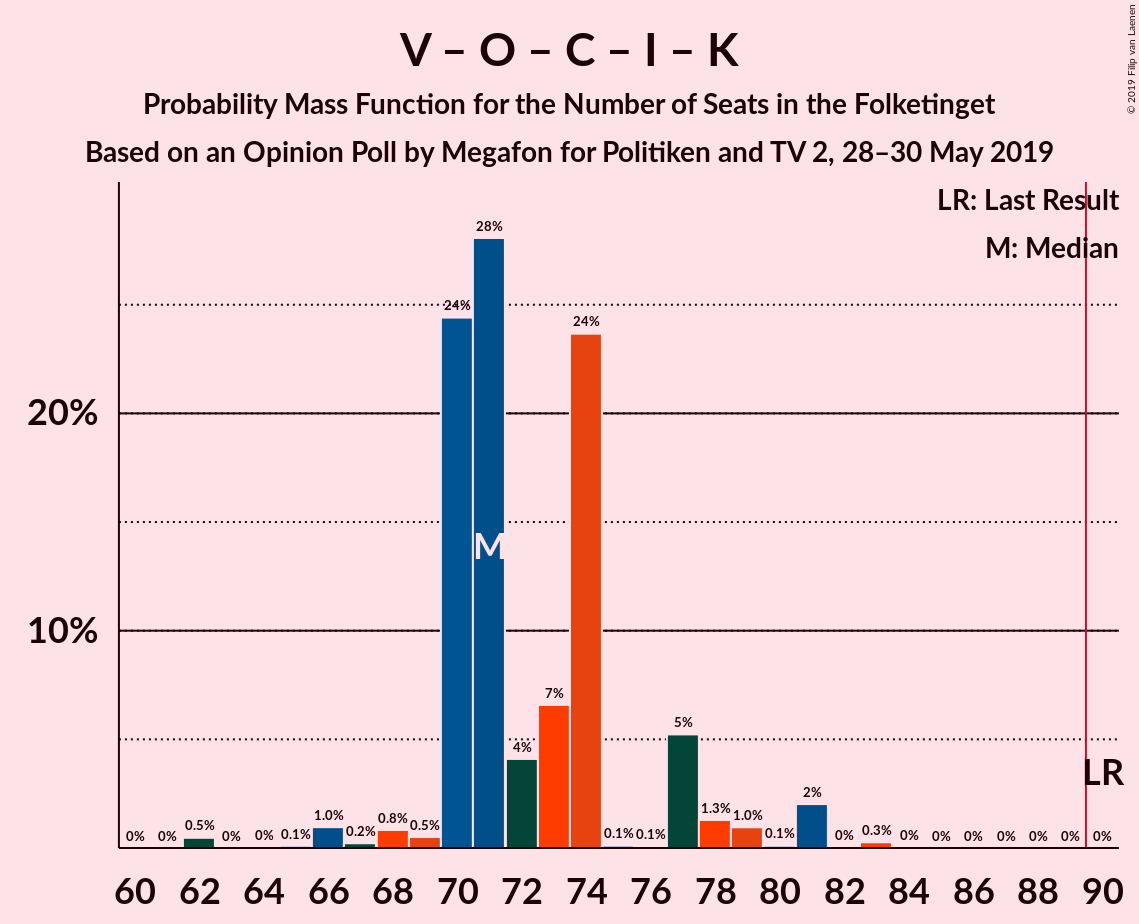 V – O – C – I – K
Probability Mass Function for the Number of Seats in the Folketinget
Based on an Opinion Poll by Megafon for Politiken and TV 2, 28–30 May 2019
© 2019 Filip van Laenen
LR: Last Result
M: Median
20%
10%
0% 0% 0.5% 0% 0% 0.1% 1.0% 0.2% 0.8% 0.5% 24% 28% 4% 7% 24% 0.1% 0.1% 5% 1.3% 1.0% 0.1% 2% 0% 0.3% 0% 0% 0% 0% 0% 0% 0%
M
LR
60 62 64 66 68 70 72 74 76 78 80 82 84 86 88 90